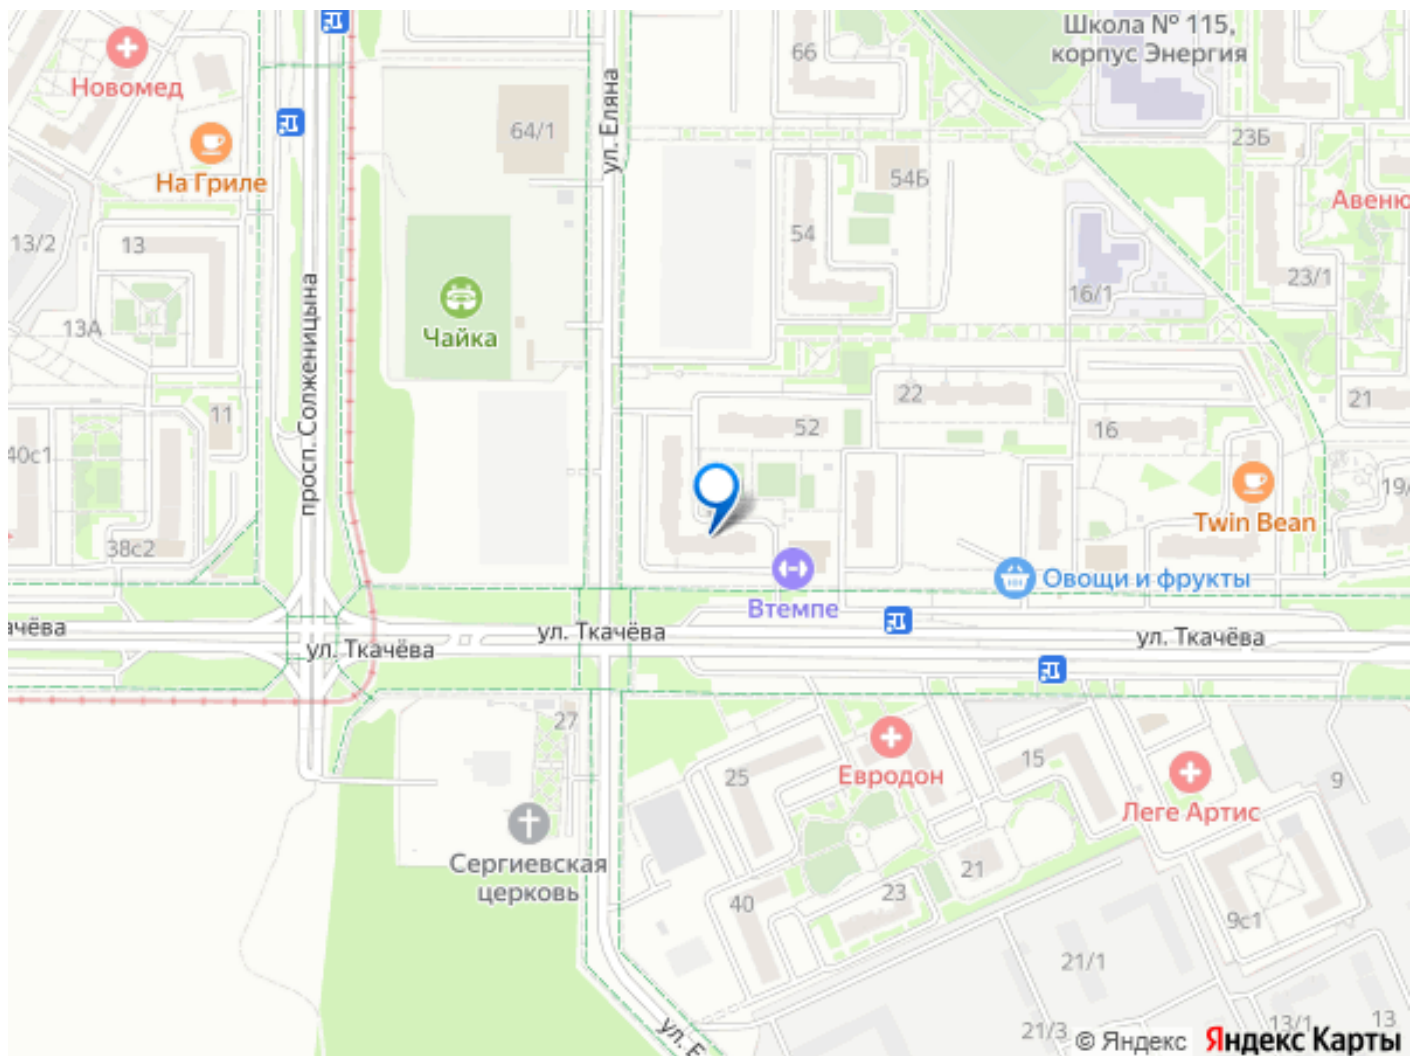 Школа № 115,
корпус Энергия
Новомед
На Гриле
64/1
ул. Еляна
66
54Б
54
23Б
Авеню
13/2
13
13А
просп. Солженицына
Чайка
16/1
23/1
11
22
52
16
21
40с1
38с2
Twin Bean
19/
Втемпе
Овощи и фрукты
ачёва
ул. Ткачёва
ул. Ткачёва
ул. Ткачёва
27
25
Евродон
15
Леге Артис
9
Сергиевская
церковь
40
23
21
9с1
21/1
21/3
13/1
13
ул. Е
© Яндекс
Яндекс Карты